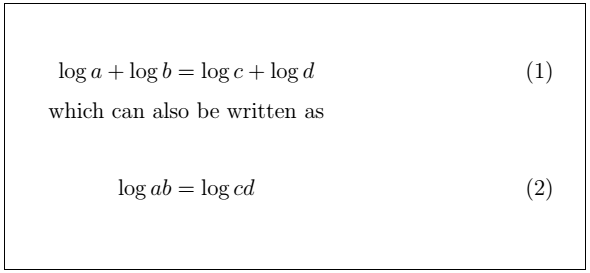 log a + log b = log c + log d (1)
which can also be written as
log ab = log cd (2)